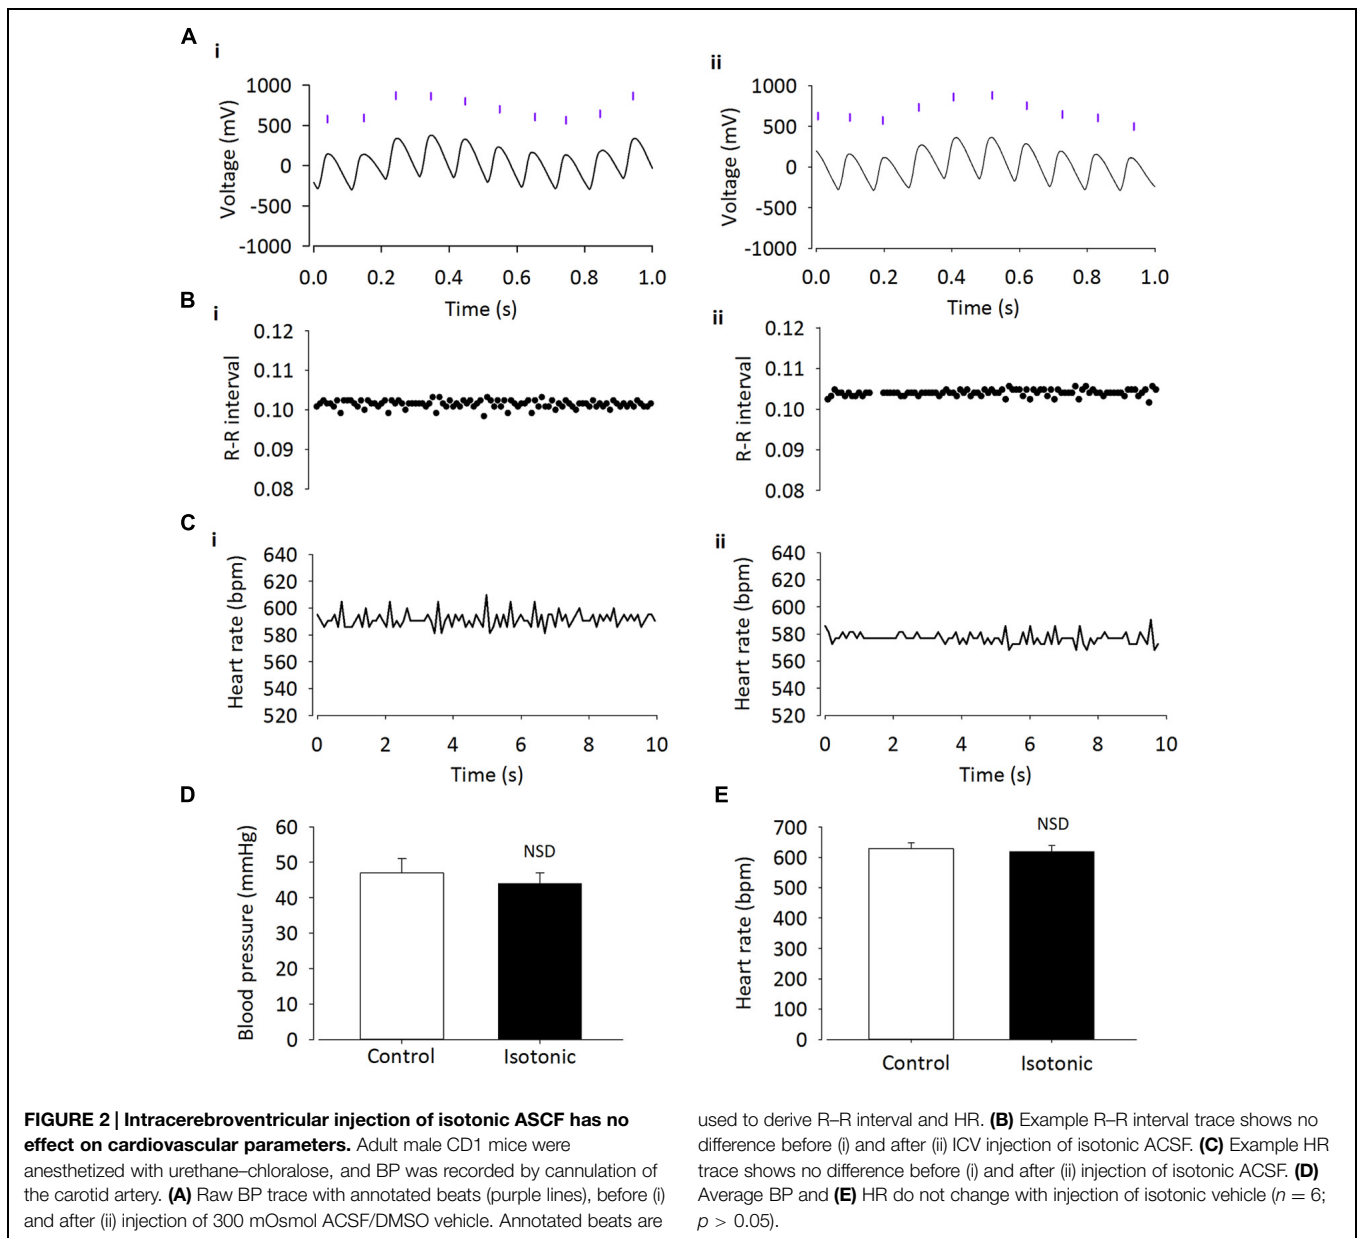 A
i
ii
1000
500
0
-500
-1000
Voltage (mV)
0.0 0.2 0.4 0.6 0.8 1.0
Time (s)
1000
500
0
-500
-1000
Voltage (mV)
0.0 0.2 0.4 0.6 0.8 1.0
Time (s)
B
i
ii
0.12
0.11
0.10
0.09
0.08
R-R interval
0.12
0.11
0.10
0.09
0.08
R-R interval
C
i
ii
640
620
600
580
560
540
520
Heart rate (bpm)
0 2 4 6 8 10
Time (s)
640
620
600
580
560
540
520
Heart rate (bpm)
0 2 4 6 8 10
Time (s)
D
60
50
40
30
20
10
0
Blood pressure (mmHg)
NSD
Control Isotonic
E
700
600
500
400
300
200
100
0
Heart rate (bpm)
NSD
Control Isotonic
FIGURE 2 | Intracerebroventricular injection of isotonic ASCF has no
effect on cardiovascular parameters. Adult male CD1 mice were
anesthetized with urethane–chloralose, and BP was recorded by cannulation of
the carotid artery. (A) Raw BP trace with annotated beats (purple lines), before (i)
and after (ii) injection of 300 mOsmol ACSF/DMSO vehicle. Annotated beats are
used to derive R–R interval and HR. (B) Example R–R interval trace shows no
difference before (i) and after (ii) ICV injection of isotonic ACSF. (C) Example HR
trace shows no difference before (i) and after (ii) injection of isotonic ACSF. (D)
Average BP and (E) HR do not change with injection of isotonic vehicle (n = 6;
p > 0.05).